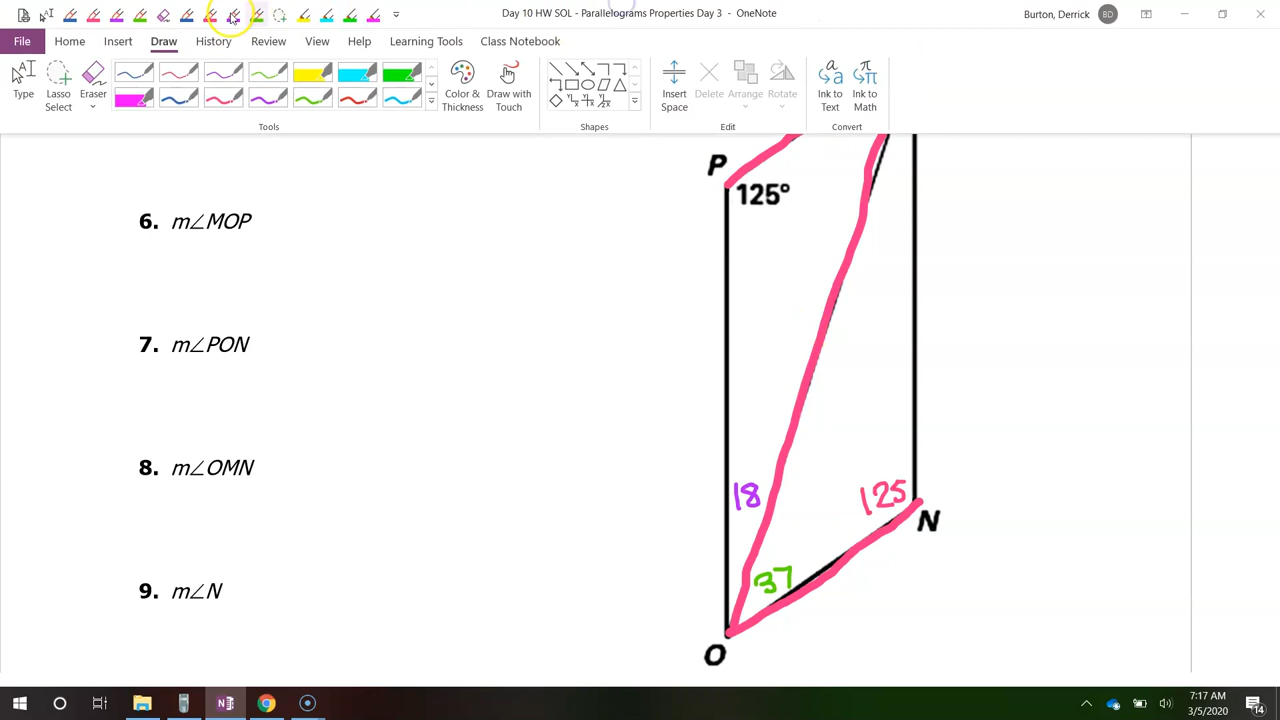 Day 10 HW SOL - Parallelograms Properties Day 3 - OneNote
Burton, Derrick
BD
File
Home
Insert
Draw
History
Review
View
Help
Learning Tools
Class Notebook
Type
Lasso Select
Eraser
Color & Thickness
Draw with Touch
Insert Space
Delete
Arrange
Rotate
Ink to Text
Ink to Math
Tools
Shapes
Edit
Convert
P
125°
6. m∠MOP
7. m∠PON
8. m∠OMN
18
125
N
37
9. m∠N
O
7:17 AM
3/5/2020
14